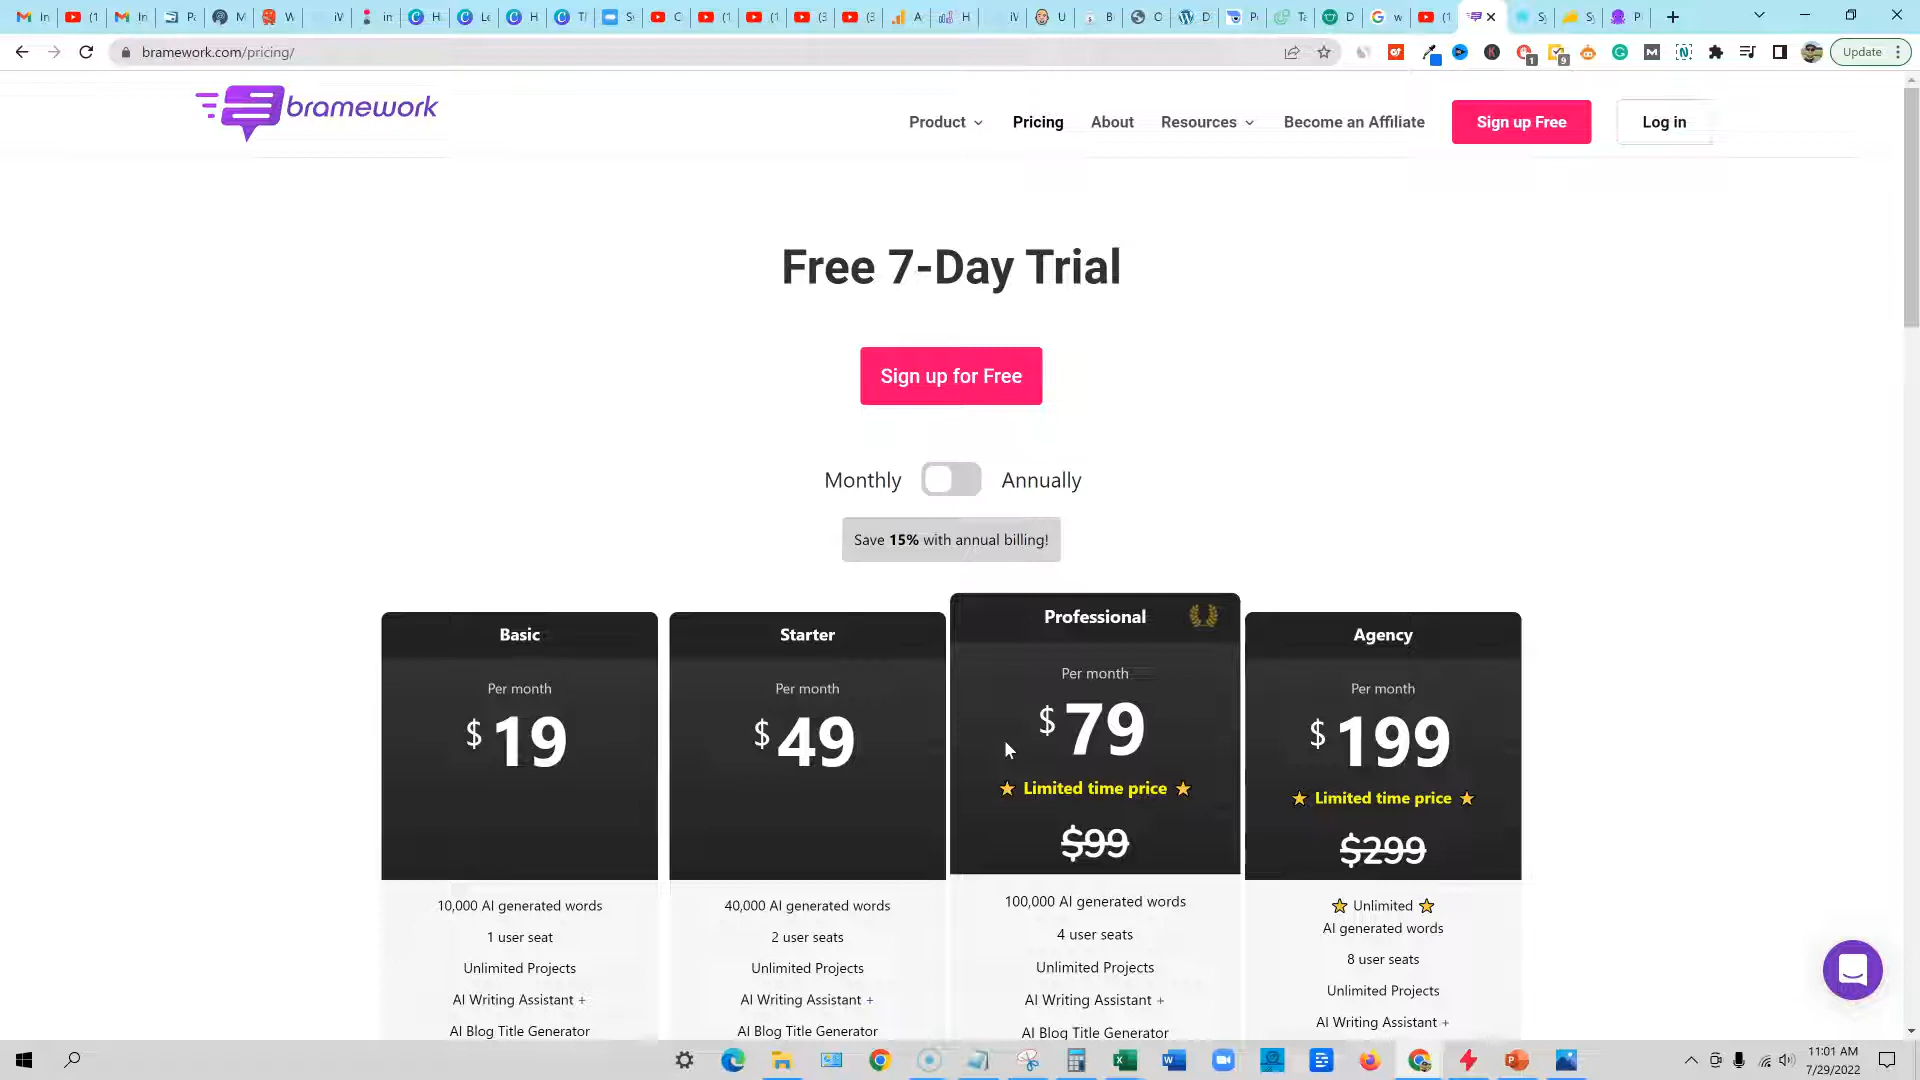 bramework.com/pricing/
Update
1
9
bramework
Product
Pricing
About
Resources
Become an Affiliate
Sign up Free
Log in
Free 7-Day Trial
Sign up for Free
Monthly
Annually
Save 15% with annual billing!
Basic
Per month
$19
10,000 AI generated words
1 user seat
Unlimited Projects
AI Writing Assistant +
AI Blog Title Generator
Starter
Per month
$49
40,000 AI generated words
2 user seats
Unlimited Projects
AI Writing Assistant +
AI Blog Title Generator
Professional
Per month
$79
Limited time price
$99
100,000 AI generated words
4 user seats
Unlimited Projects
AI Writing Assistant +
AI Blog Title Generator
Agency
Per month
$199
Limited time price
$299
Unlimited
AI generated words
8 user seats
Unlimited Projects
AI Writing Assistant +
11:01 AM
7/29/2022